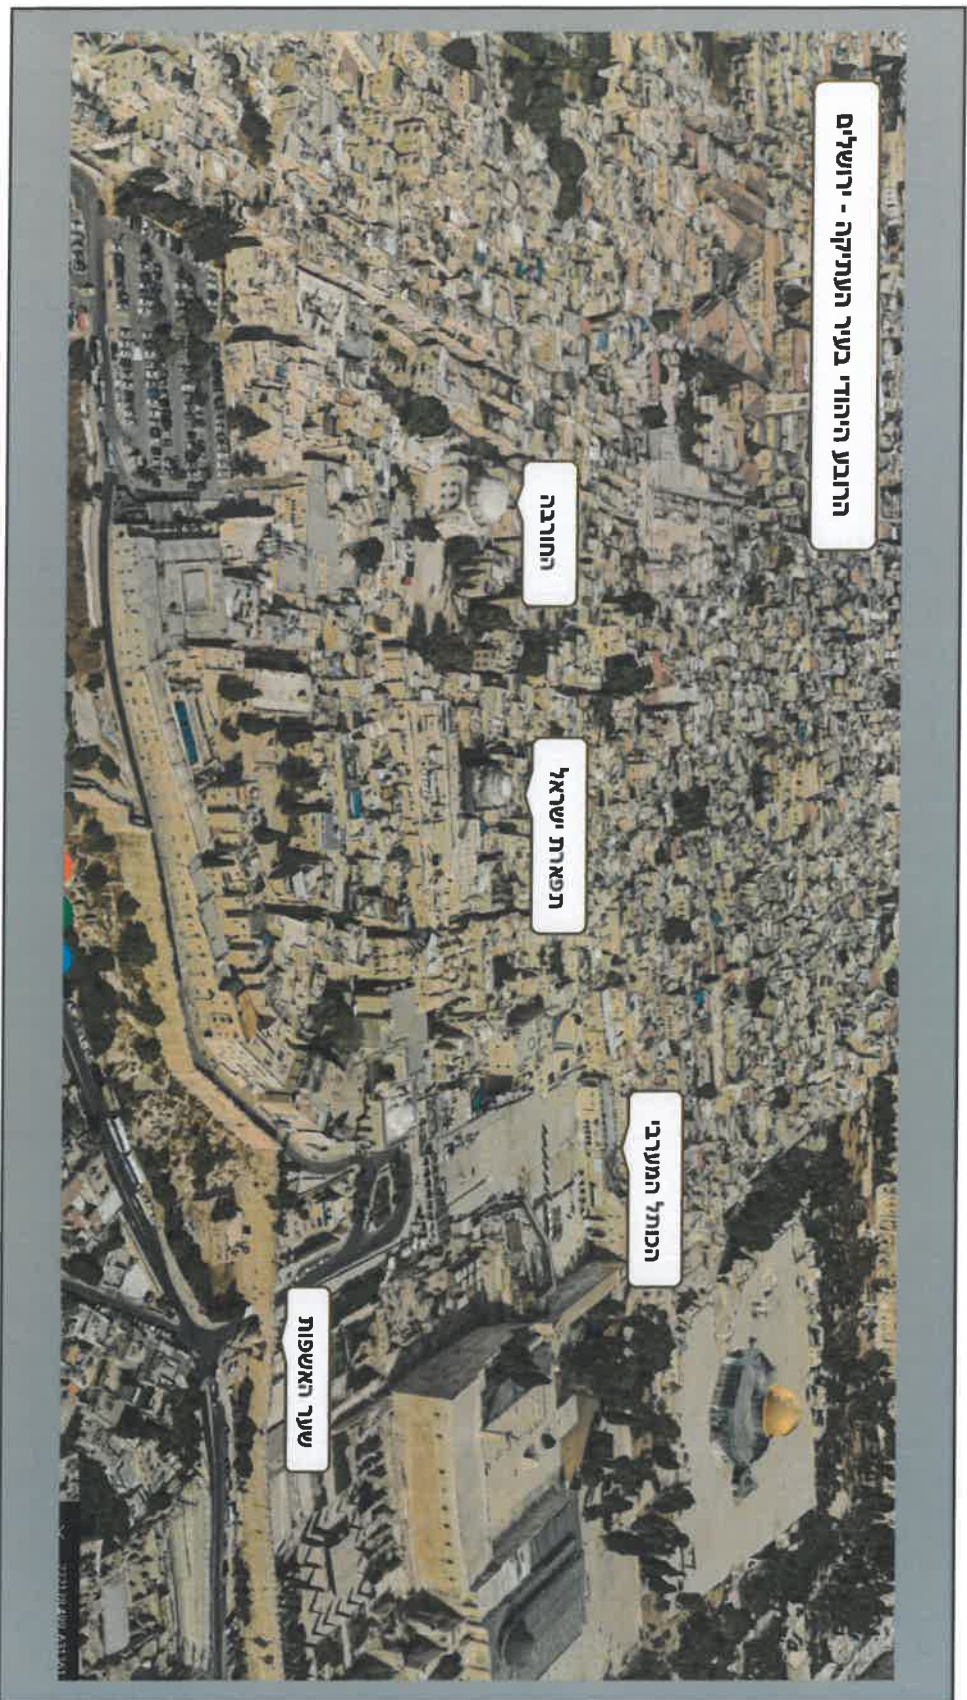 הרובע היהודי בעיר העתיקה - ירושלים
החורבה
תפארת ישראל
הכותל המערבי
שער האשפות